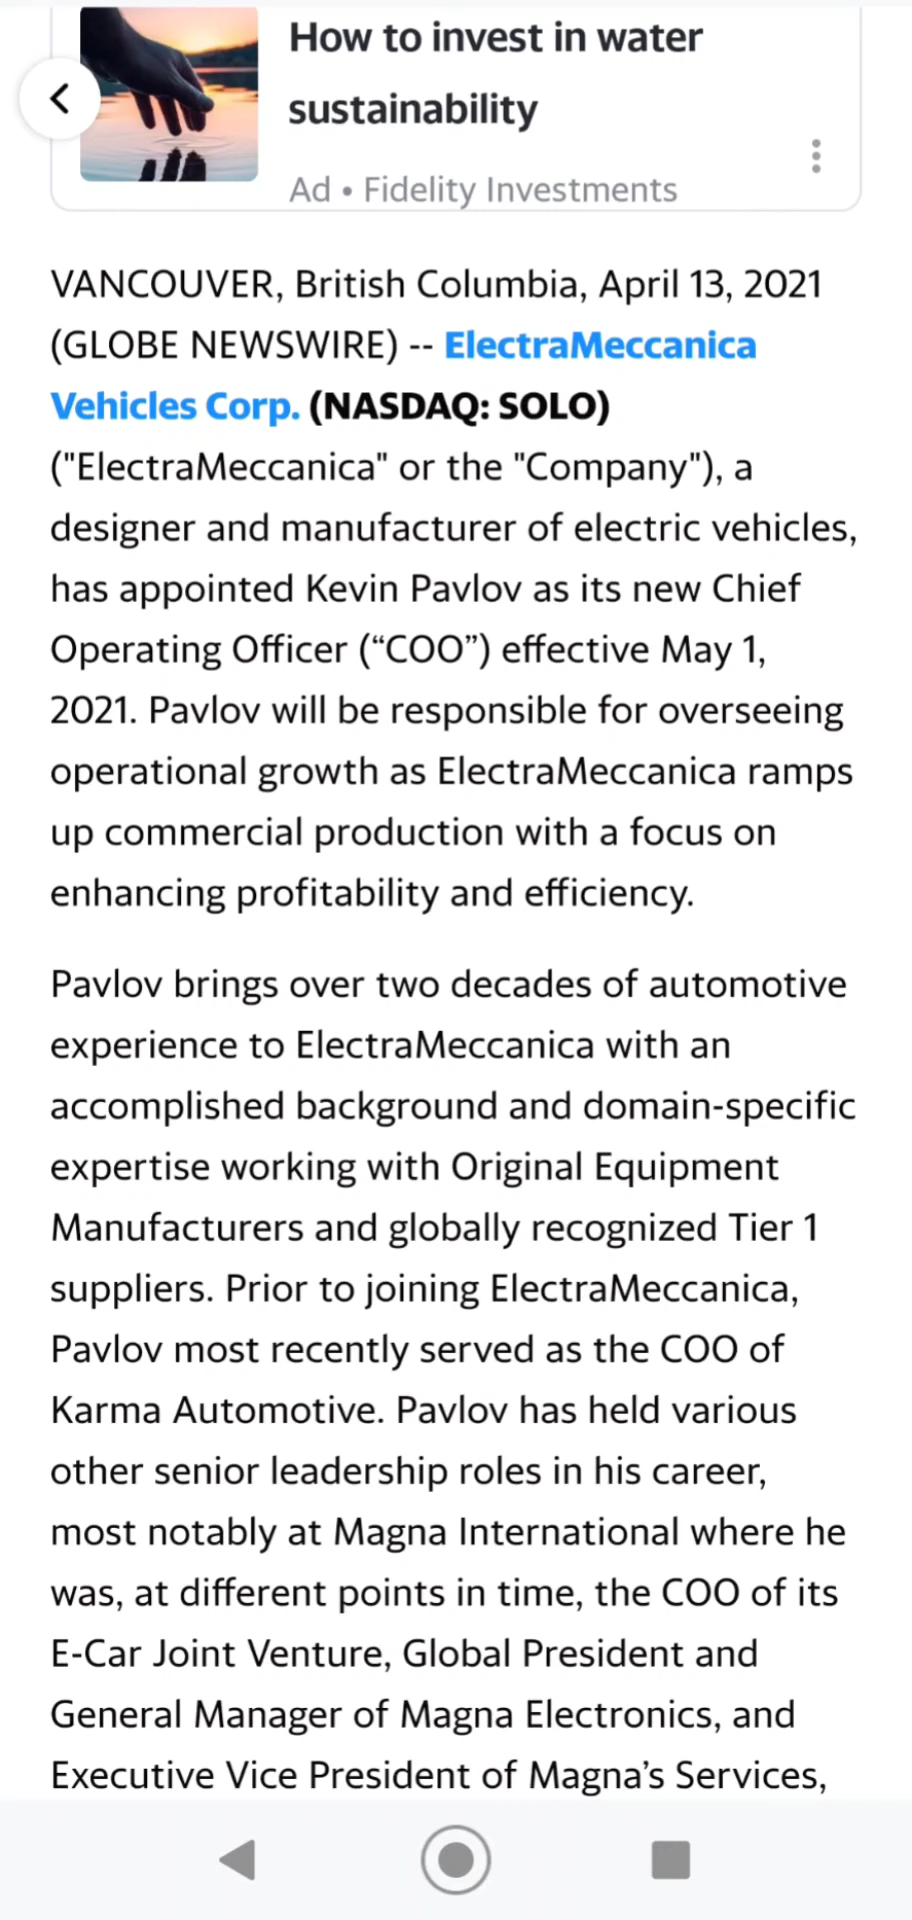 How to invest in water
sustainability
Ad • Fidelity Investments
VANCOUVER, British Columbia, April 13, 2021
(GLOBE NEWSWIRE) -- ElectraMeccanica
Vehicles Corp. (NASDAQ: SOLO)
("ElectraMeccanica" or the "Company"), a
designer and manufacturer of electric vehicles,
has appointed Kevin Pavlov as its new Chief
Operating Officer (“COO”) effective May 1,
2021. Pavlov will be responsible for overseeing
operational growth as ElectraMeccanica ramps
up commercial production with a focus on
enhancing profitability and efficiency.
Pavlov brings over two decades of automotive
experience to ElectraMeccanica with an
accomplished background and domain-specific
expertise working with Original Equipment
Manufacturers and globally recognized Tier 1
suppliers. Prior to joining ElectraMeccanica,
Pavlov most recently served as the COO of
Karma Automotive. Pavlov has held various
other senior leadership roles in his career,
most notably at Magna International where he
was, at different points in time, the COO of its
E-Car Joint Venture, Global President and
General Manager of Magna Electronics, and
Executive Vice President of Magna’s Services,